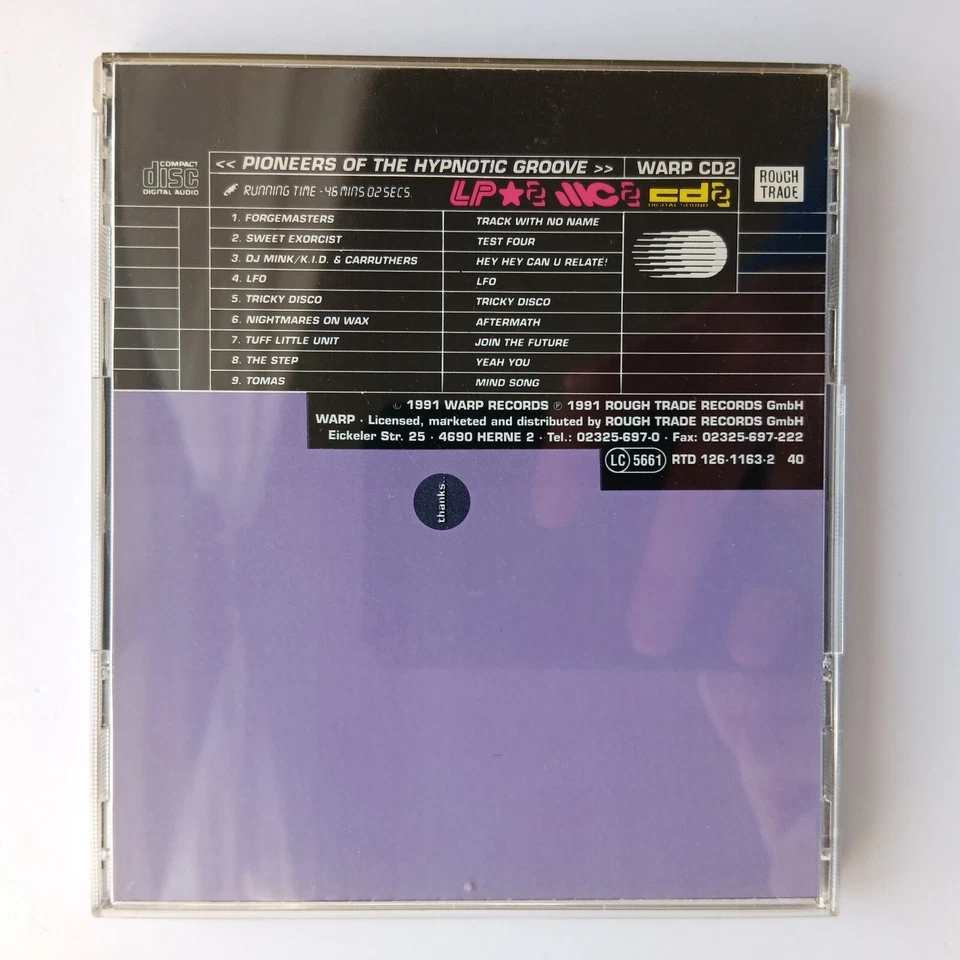 COMPACT
disc
DIGITAL AUDIO
<< PIONEERS OF THE HYPNOTIC GROOVE >> WARP CD2
ROUGH
TRADE
RUNNING TIME - 46 MINS 02 SECS.
LP★2 MC2 cd2
DIGITAL SOUND
1. FORGEMASTERS TRACK WITH NO NAME
2. SWEET EXORCIST TEST FOUR
3. DJ MINK/K.I.D. & CARRUTHERS HEY HEY CAN U RELATE!
4. LFO LFO
5. TRICKY DISCO TRICKY DISCO
6. NIGHTMARES ON WAX AFTERMATH
7. TUFF LITTLE UNIT JOIN THE FUTURE
8. THE STEP YEAH YOU
9. TOMAS MIND SONG
© 1991 WARP RECORDS ℗ 1991 ROUGH TRADE RECORDS GmbH
WARP · Licensed, marketed and distributed by ROUGH TRADE RECORDS GmbH
Eickeler Str. 25 · 4690 HERNE 2 · Tel.: 02325-697-0 · Fax: 02325-697-222
LC 5661 RTD 126·1163·2 40
thanks..